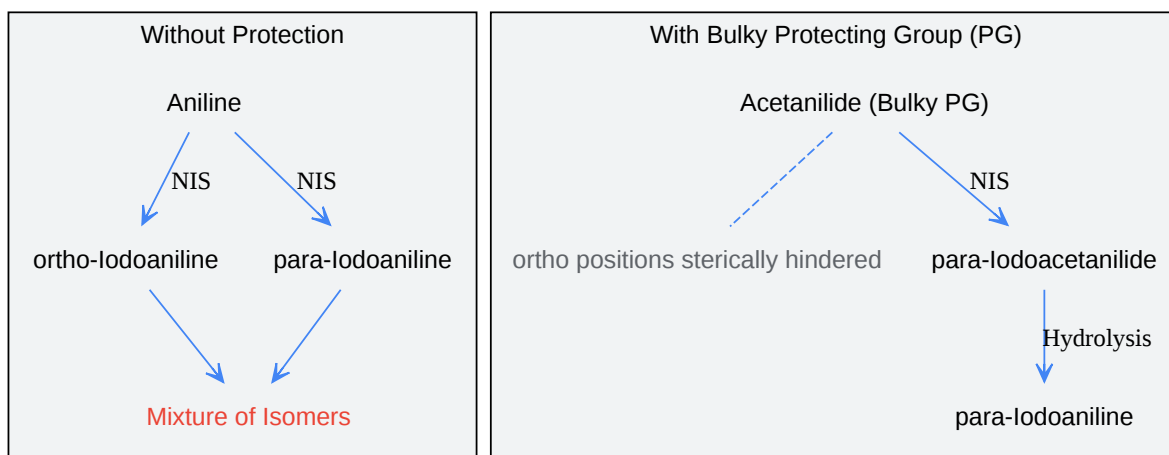 Without Protection
Aniline
NIS
NIS
ortho-Iodoaniline
para-Iodoaniline
Mixture of Isomers
With Bulky Protecting Group (PG)
Acetanilide (Bulky PG)
NIS
ortho positions sterically hindered
para-Iodoacetanilide
Hydrolysis
para-Iodoaniline